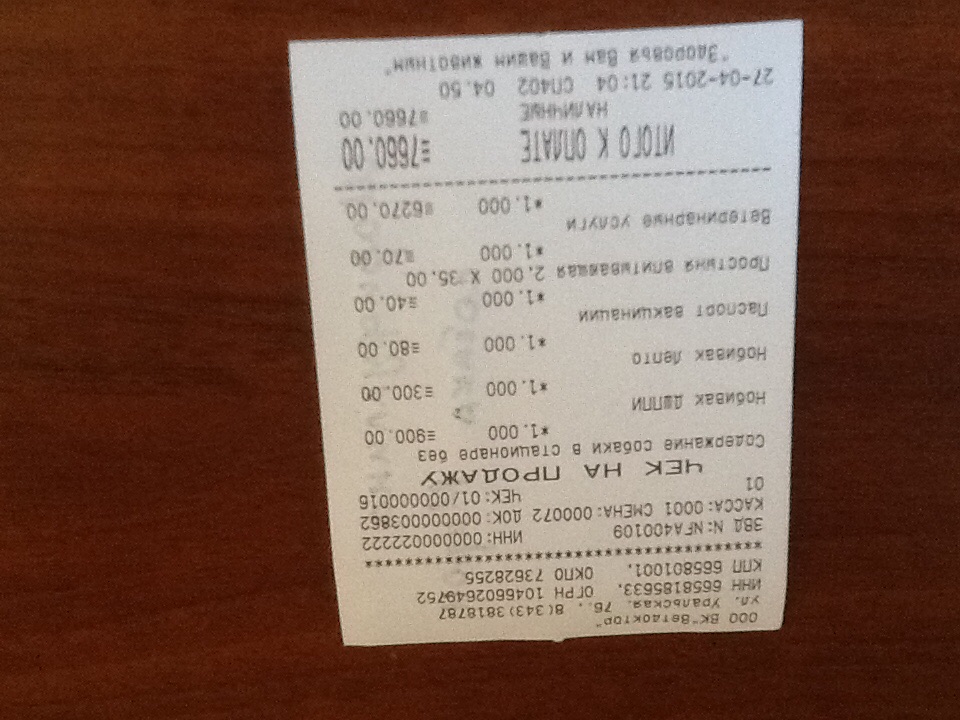 ООО ВК"Ветдоктор"
ул. Уральская. 76.. 8(343)3818787
ИНН 6658185633. ОГРН 1046602649752
КПП 665801001. ОКПО 73628255
************************************
ЭВД N:NFA400109 ИНН:000000022222
КАССА:0001 СМЕНА:000072 ДОК:0000000003862
01 ЧЕК:01/000000016
ЧЕК НА ПРОДАЖУ
Содержание собаки в стационаре без
*1.000 ≡900.00
Нобивак ДШППИ
*1.000 ≡300.00
Нобивак Лепто
*1.000 ≡80.00
Паспорт вакцинации
*1.000 ≡40.00
Простыня впитывающая 2,000 X 35,00
*1.000 ≡70.00
Ветеринарные услуги
*1.000 ≡6270.00
------------------------------------
ИТОГО К ОПЛАТЕ ≡7660.00
НАЛИЧНЫЕ ≡7660.00
27-04-2015 21:04 СП402 04.50
"Здоровья Вам и Вашим животным"